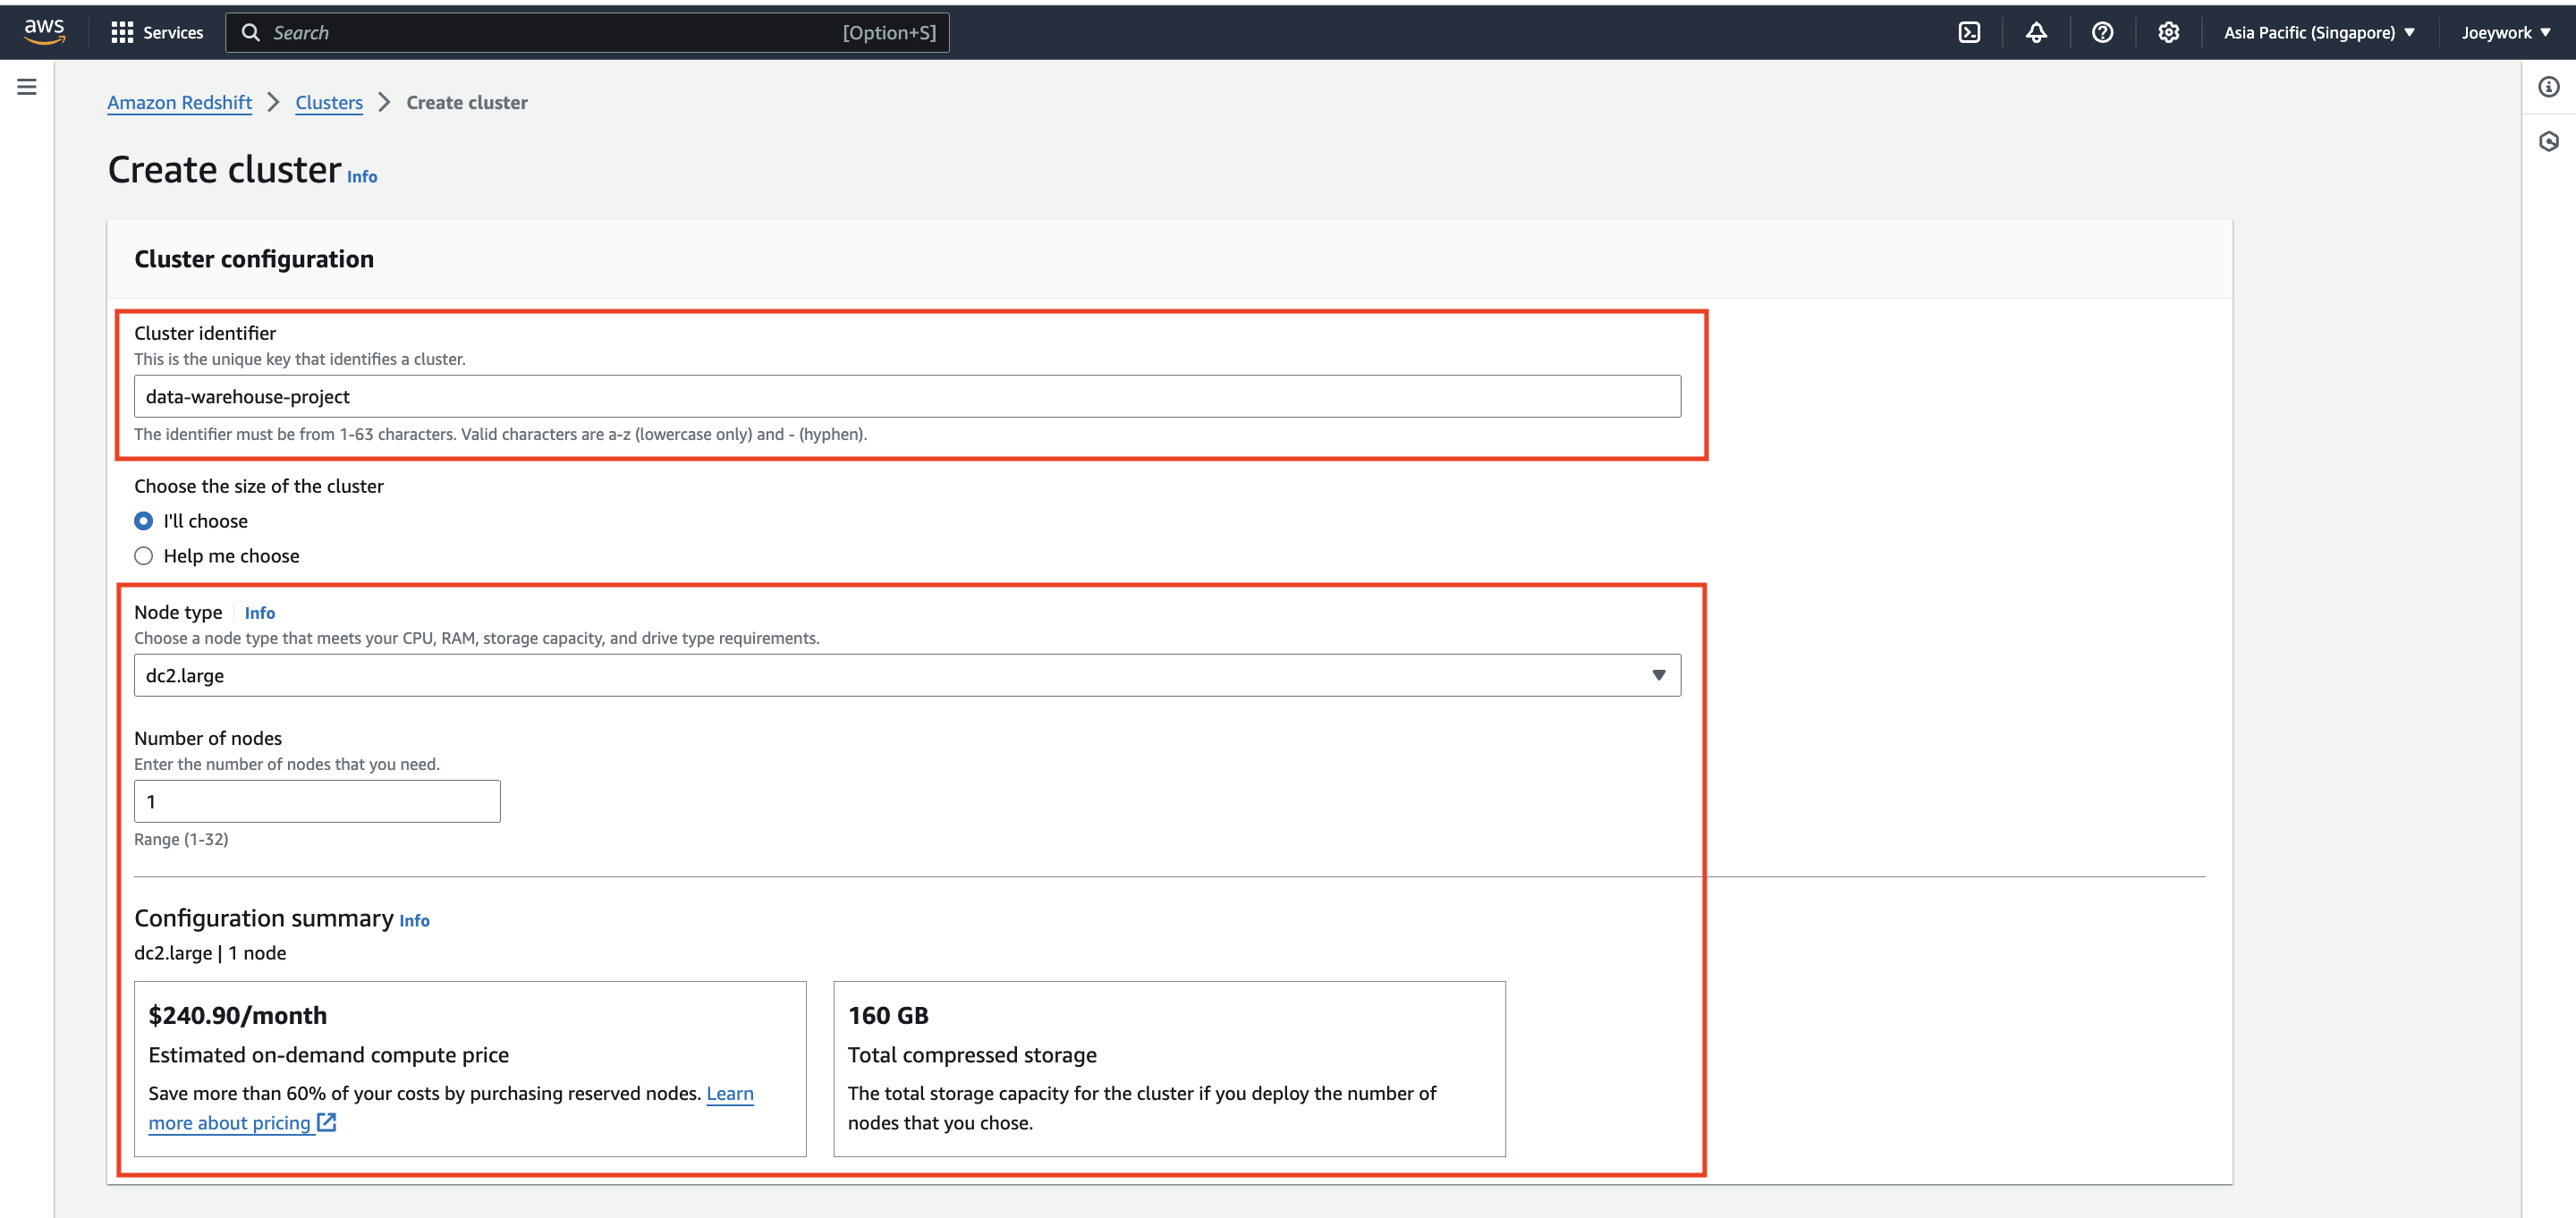 aws
Services
Search
[Option+S]
Asia Pacific (Singapore)
Joeywork
Amazon Redshift
Clusters
Create cluster
Create cluster Info
Cluster configuration
Cluster identifier
This is the unique key that identifies a cluster.
data-warehouse-project
The identifier must be from 1-63 characters. Valid characters are a-z (lowercase only) and - (hyphen).
Choose the size of the cluster
I'll choose
Help me choose
Node type Info
Choose a node type that meets your CPU, RAM, storage capacity, and drive type requirements.
dc2.large
Number of nodes
Enter the number of nodes that you need.
1
Range (1-32)
Configuration summary Info
dc2.large | 1 node
$240.90/month
Estimated on-demand compute price
Save more than 60% of your costs by purchasing reserved nodes. Learn
more about pricing
160 GB
Total compressed storage
The total storage capacity for the cluster if you deploy the number of
nodes that you chose.